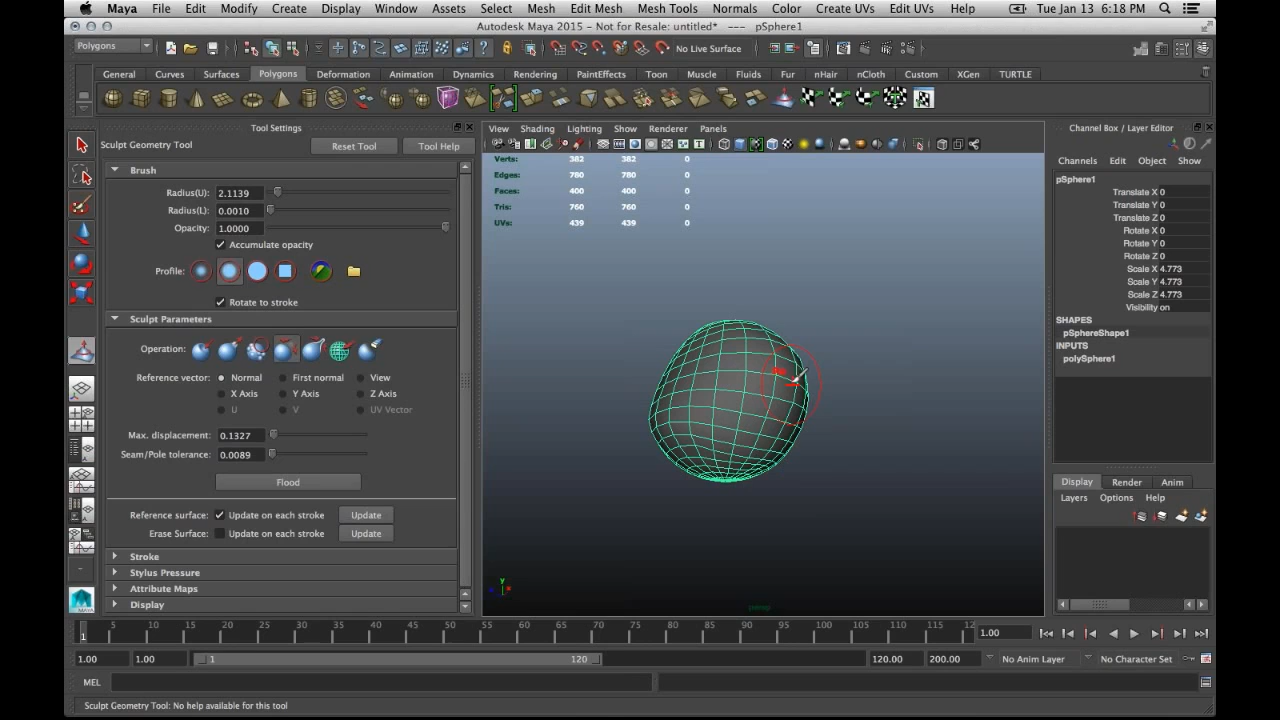 Maya File Edit Modify Create Display Window Assets Select Mesh Edit Mesh Mesh Tools Normals Color Create UVs Edit UVs Help Tue Jan 13 6:18 PM
Autodesk Maya 2015 - Not for Resale: untitled* --- pSphere1
Polygons No Live Surface
General Curves Surfaces Polygons Deformation Animation Dynamics Rendering PaintEffects Toon Muscle Fluids Fur nHair nCloth Custom XGen TURTLE
Tool Settings
Sculpt Geometry Tool Reset Tool Tool Help
Brush
Radius(U): 2.1139
Radius(L): 0.0010
Opacity: 1.0000
Accumulate opacity
Profile:
Rotate to stroke
Sculpt Parameters
Operation:
Reference vector: Normal First normal View
X Axis Y Axis Z Axis
U V UV Vector
Max. displacement: 0.1327
Seam/Pole tolerance: 0.0089
Flood
Reference surface: Update on each stroke Update
Erase Surface: Update on each stroke Update
Stroke
Stylus Pressure
Attribute Maps
Display
View Shading Lighting Show Renderer Panels
Verts: 382 382 0
Edges: 780 780 0
Faces: 400 400 0
Tris: 760 760 0
UVs: 439 439 0
y
persp
Channel Box / Layer Editor
Channels Edit Object Show
pSphere1
Translate X 0
Translate Y 0
Translate Z 0
Rotate X 0
Rotate Y 0
Rotate Z 0
Scale X 4.773
Scale Y 4.773
Scale Z 4.773
Visibility on
SHAPES
pSphereShape1
INPUTS
polySphere1
Display Render Anim
Layers Options Help
MAYA
1 5 10 15 20 25 30 35 40 45 50 55 60 65 70 75 80 85 90 95 100 105 110 115 12 1.00
1.00 1.00 1 120 120.00 200.00 No Anim Layer No Character Set
MEL
Sculpt Geometry Tool: No help available for this tool